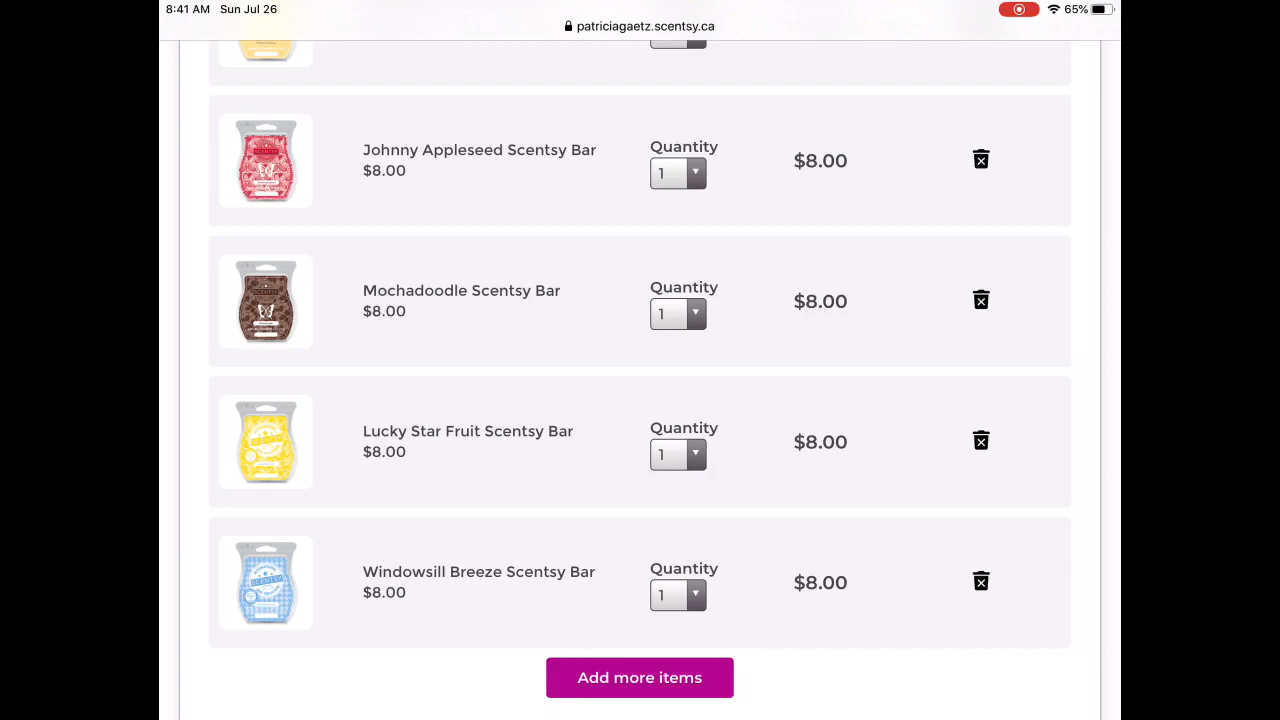 8:41 AM Sun Jul 26
65%
patriciagaetz.scentsy.ca
Johnny Appleseed Scentsy Bar
$8.00
Quantity
1
$8.00
Mochadoodle Scentsy Bar
$8.00
Quantity
1
$8.00
Lucky Star Fruit Scentsy Bar
$8.00
Quantity
1
$8.00
Windowsill Breeze Scentsy Bar
$8.00
Quantity
1
$8.00
Add more items